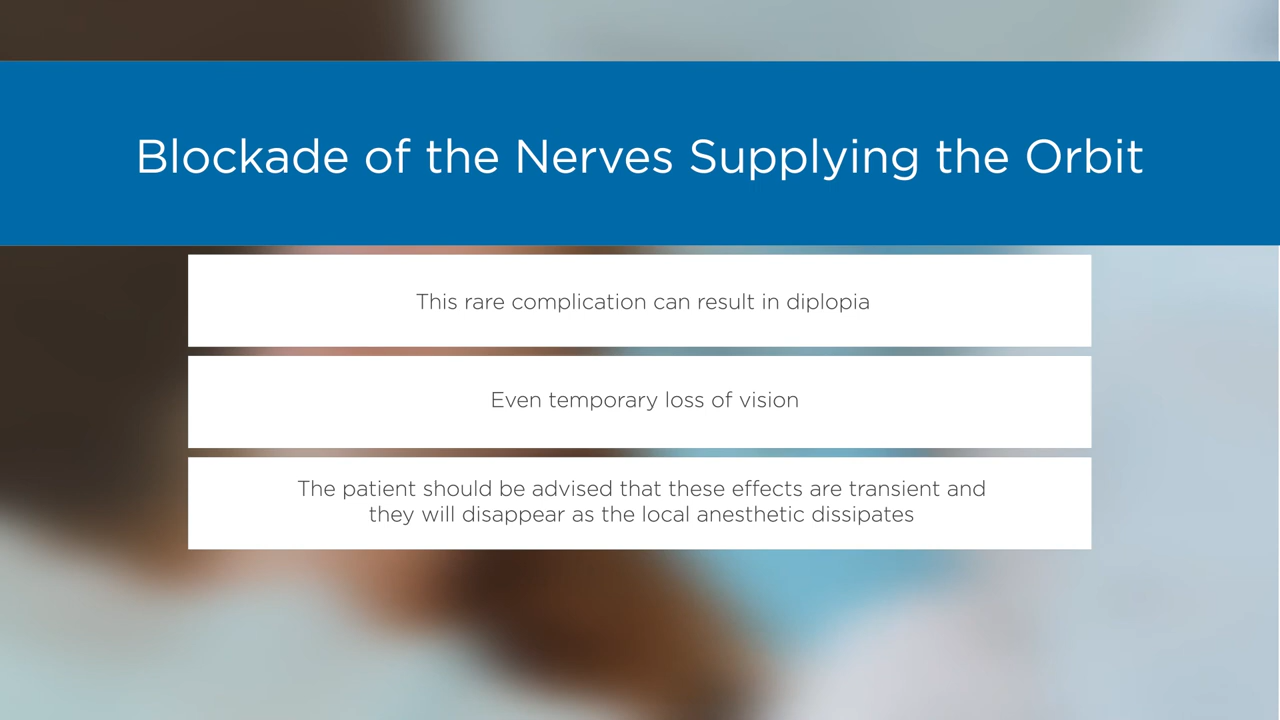 Blockade of the Nerves Supplying the Orbit
This rare complication can result in diplopia
Even temporary loss of vision
The patient should be advised that these effects are transient and
they will disappear as the local anesthetic dissipates